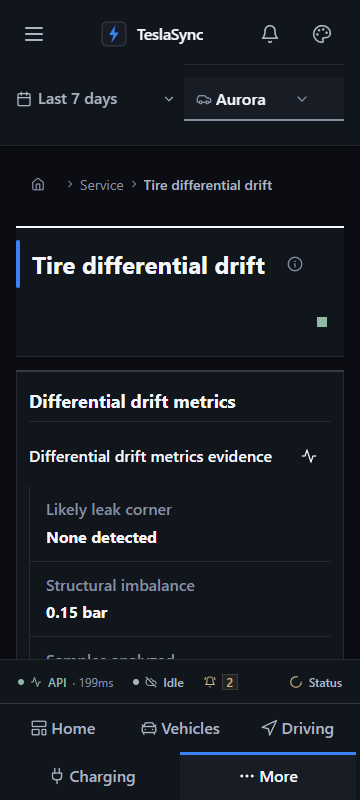 TeslaSync
Last 7 days
Aurora
Service
Tire differential drift
Tire differential drift
Differential drift metrics
Differential drift metrics evidence
Likely leak corner
None detected
Structural imbalance
0.15 bar
Samples analyzed
API · 199ms
Idle
2
Status
Home
Vehicles
Driving
Charging
More